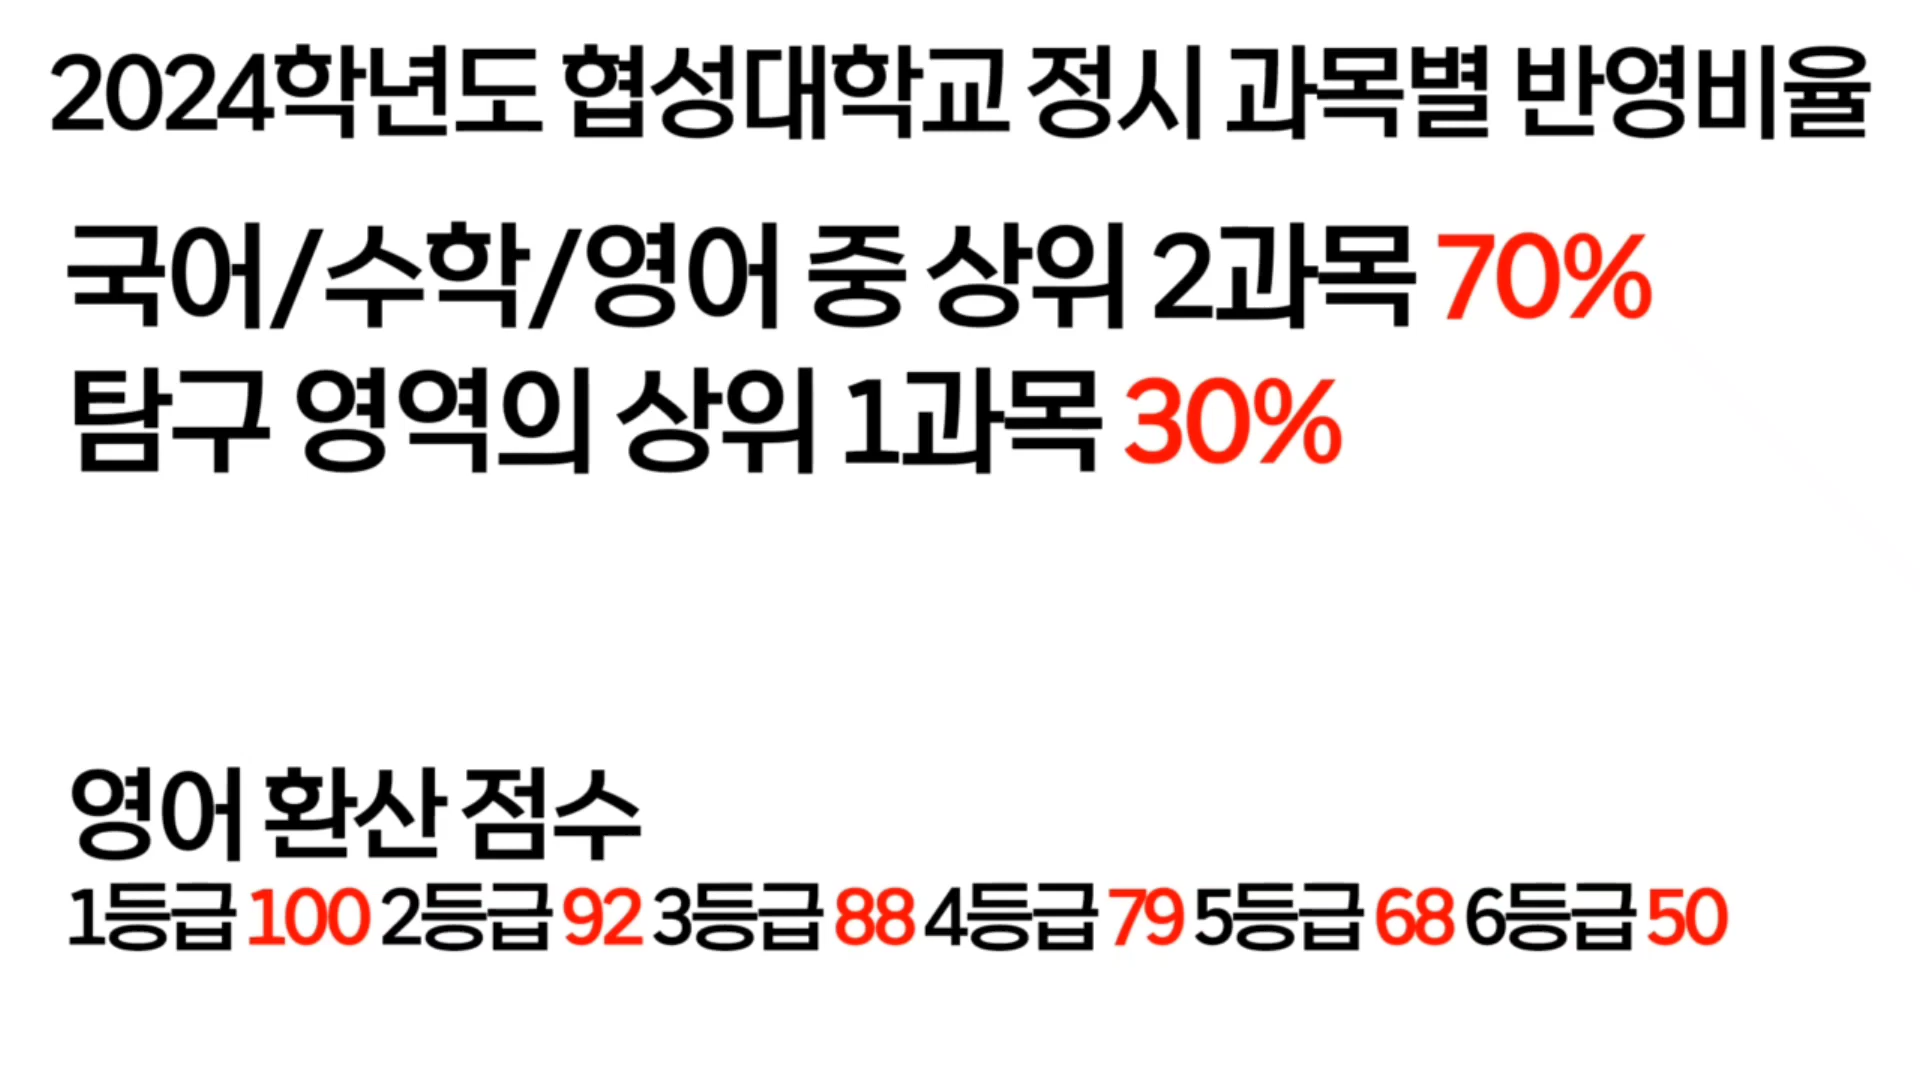 2024학년도 협성대학교 정시 과목별 반영비율
국어/수학/영어 중 상위 2과목 70%
탐구 영역의 상위 1과목 30%
영어 환산 점수
1등급 100 2등급 92 3등급 88 4등급 79 5등급 68 6등급 50